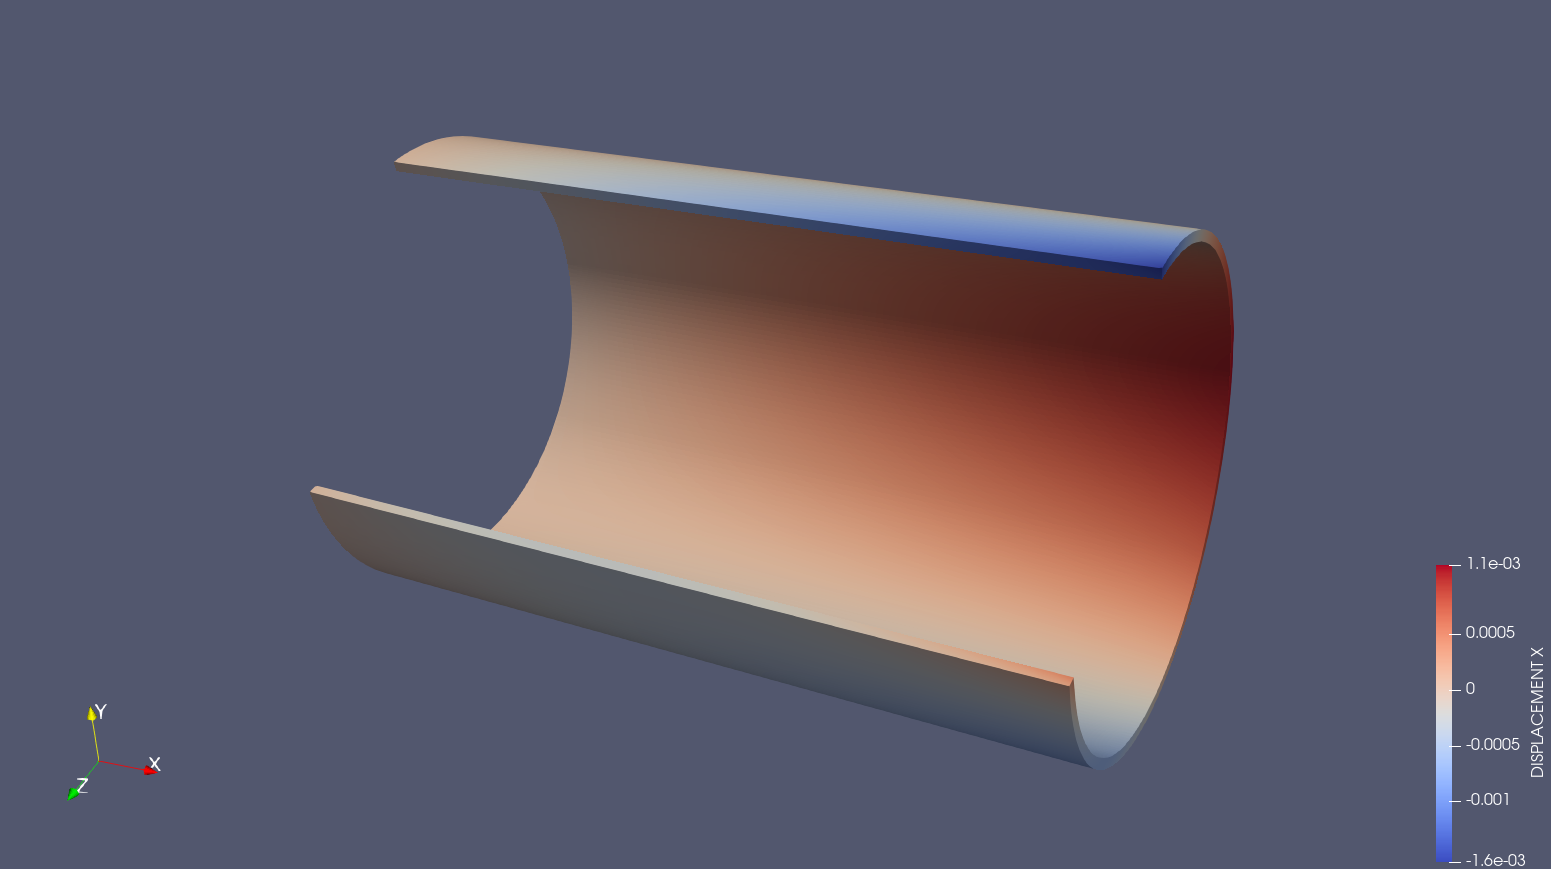 1.1e-03
0.0005
0
-0.0005
-0.001
-1.6e-03
DISPLACEMENT X
Y
X
Z